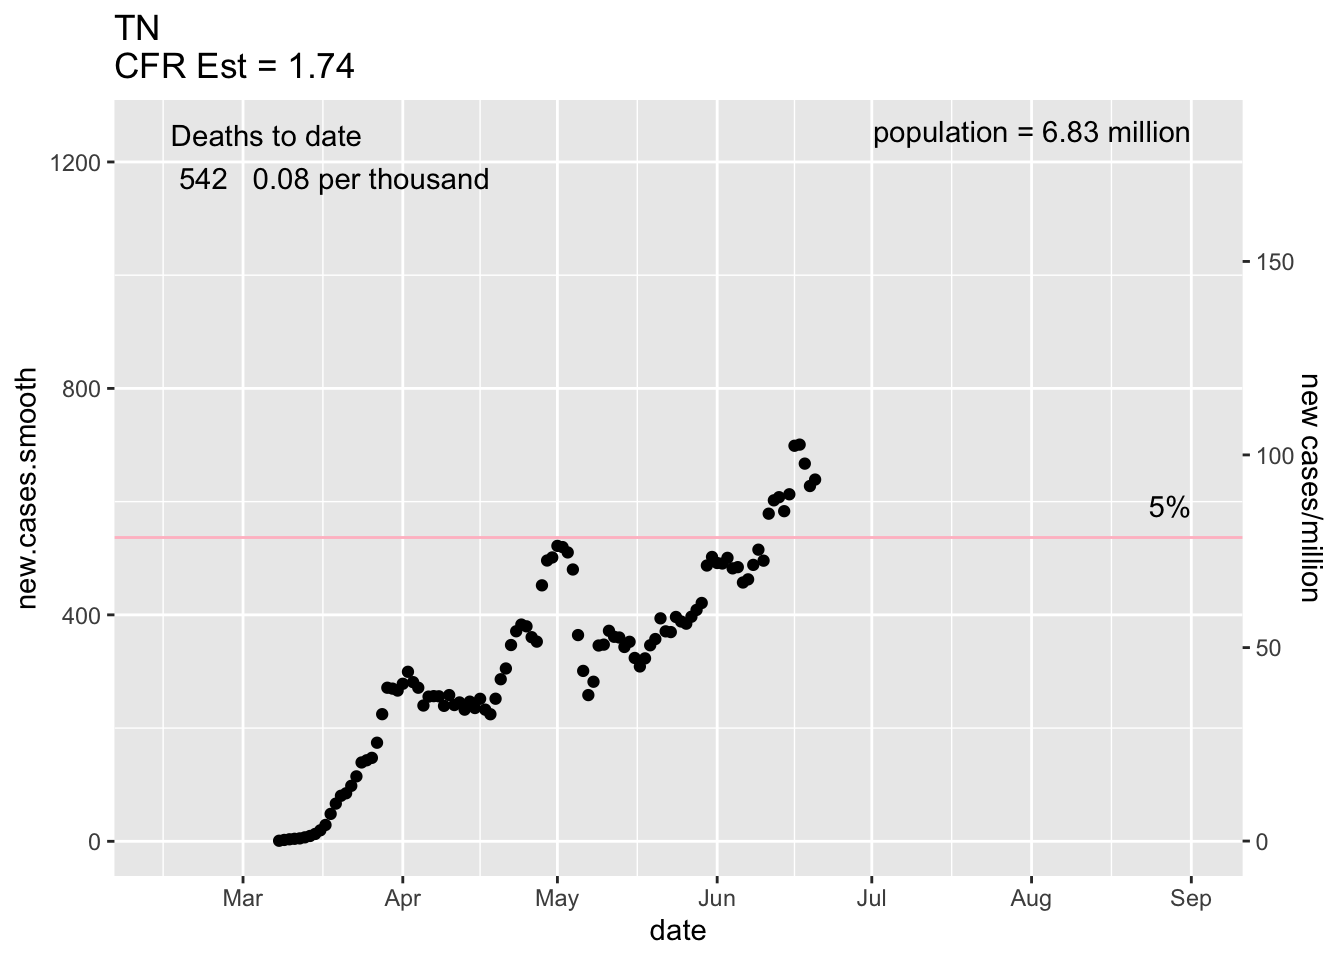 TN
CFR Est = 1.74
Deaths to date
542 0.08 per thousand
population = 6.83 million
1200
800
400
0
150
100
50
0
5%
new.cases.smooth
new cases/million
Mar Apr May Jun Jul Aug Sep
date